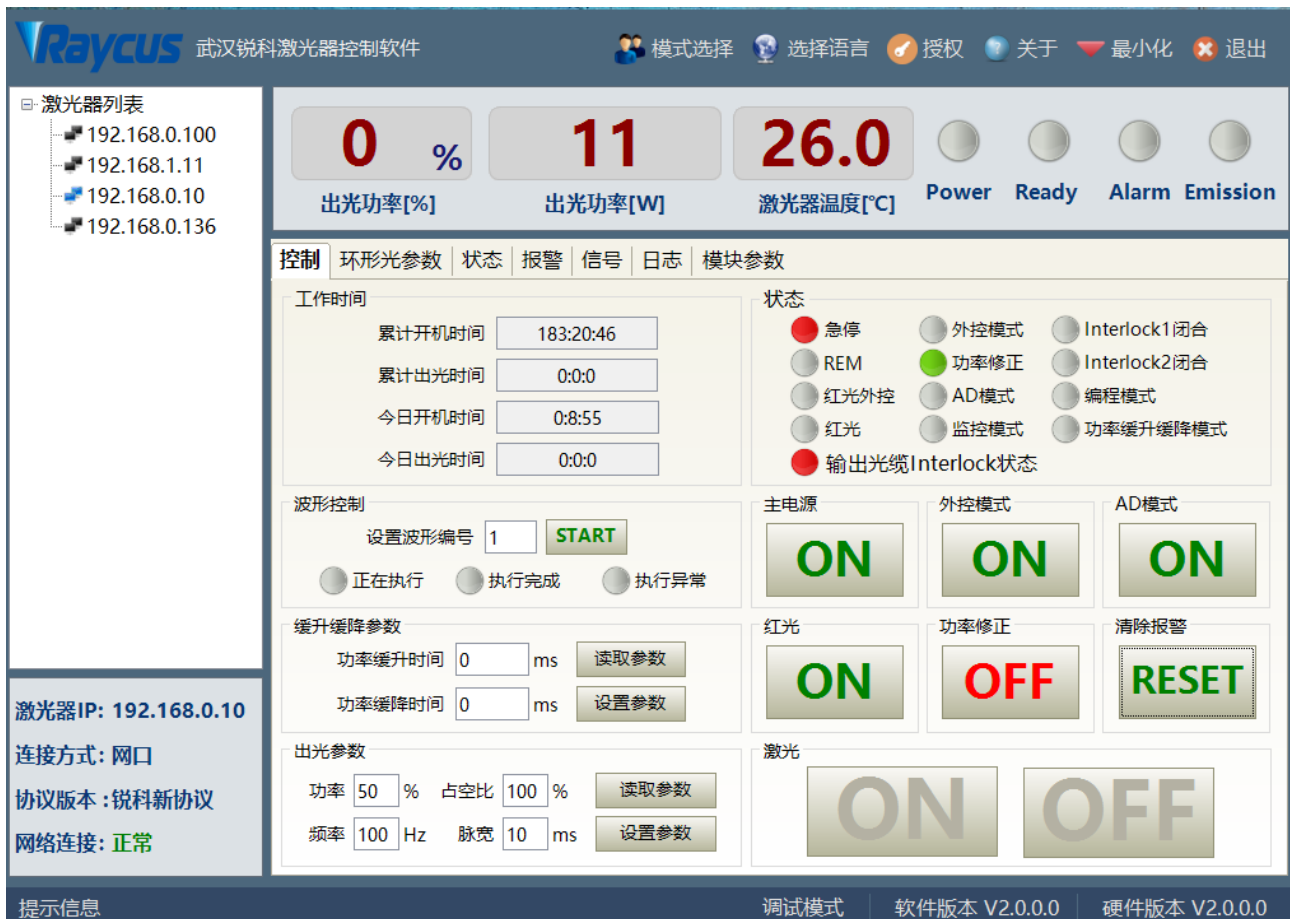 Raycus 武汉锐科激光器控制软件 模式选择 选择语言 授权 关于 最小化 退出
激光器列表
192.168.0.100
192.168.1.11
192.168.0.10
192.168.0.136
0 % 11 26.0
出光功率[%] 出光功率[W] 激光器温度[℃] Power Ready Alarm Emission
控制 环形光参数 状态 报警 信号 日志 模块参数
工作时间
累计开机时间 183:20:46
累计出光时间 0:0:0
今日开机时间 0:8:55
今日出光时间 0:0:0
状态
急停 外控模式 Interlock1闭合
REM 功率修正 Interlock2闭合
红光外控 AD模式 编程模式
红光 监控模式 功率缓升缓降模式
输出光缆Interlock状态
波形控制
设置波形编号 1 START
正在执行 执行完成 执行异常
主电源 外控模式 AD模式
ON ON ON
缓升缓降参数
功率缓升时间 0 ms 读取参数
功率缓降时间 0 ms 设置参数
红光 功率修正 清除报警
ON OFF RESET
出光参数
功率 50 % 占空比 100 % 读取参数
频率 100 Hz 脉宽 10 ms 设置参数
激光
ON OFF
激光器IP: 192.168.0.10
连接方式: 网口
协议版本 :锐科新协议
网络连接: 正常
提示信息 调试模式 软件版本 V2.0.0.0 硬件版本 V2.0.0.0